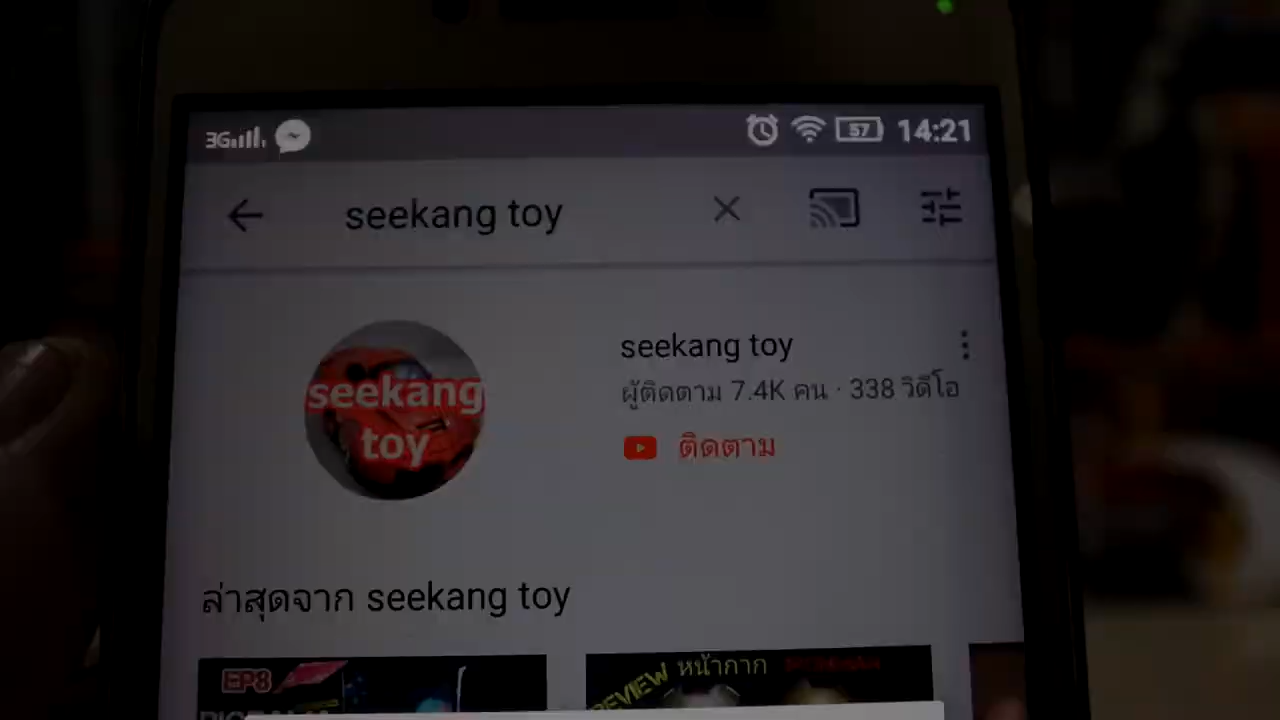 3G 57 14:21
seekang toy
seekang
toy
seekang toy
ผู้ติดตาม 7.4K คน · 338 วิดีโอ
ติดตาม
ล่าสุดจาก seekang toy
EP8
REVIEW หน้ากาก